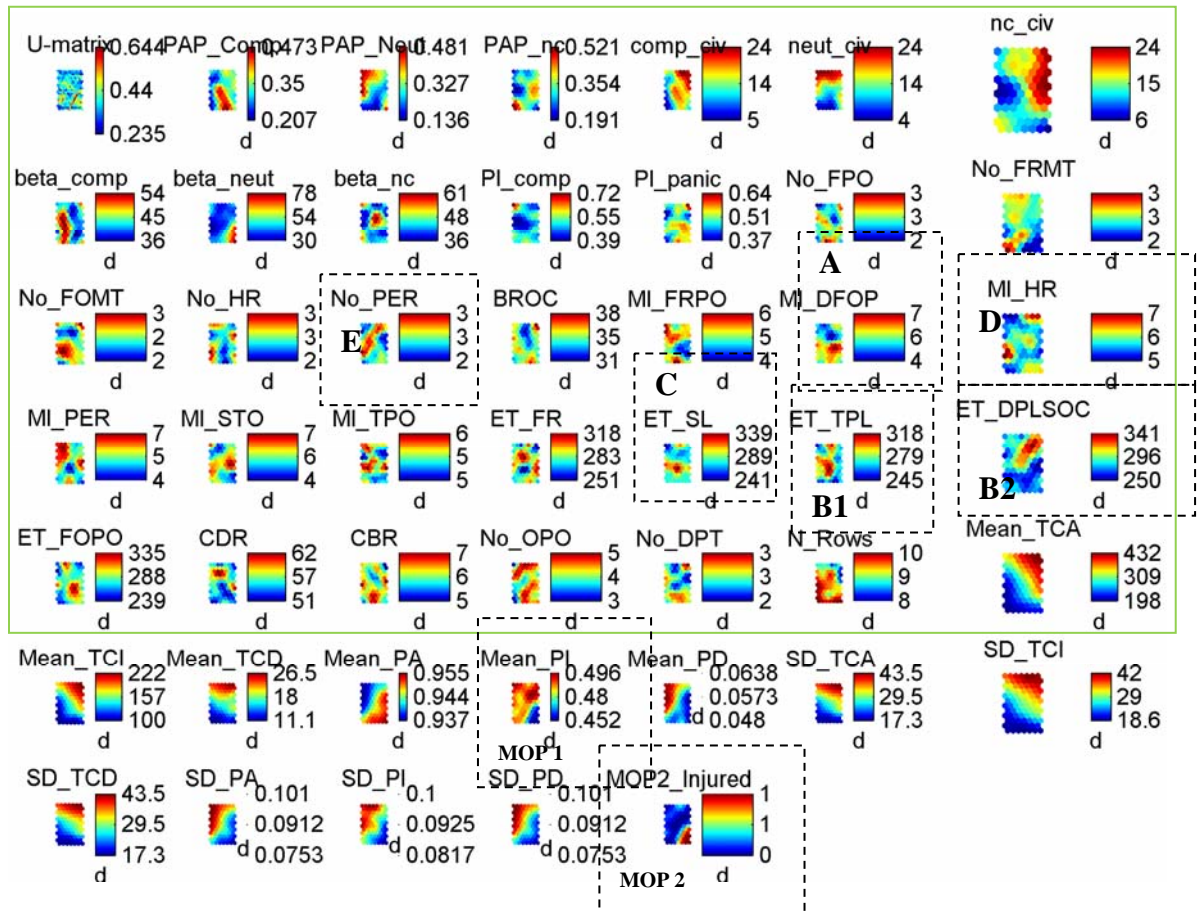 U-matrix 0.644 0.44 0.235
PAP_Comp 0.473 0.35 0.207 d
PAP_Neut 0.481 0.327 0.136 d
PAP_nc 0.521 0.354 0.191 d
comp_civ 24 14 5 d
neut_civ 24 14 4 d
nc_civ 24 15 6 d
beta_comp 54 45 36 d
beta_neut 78 54 30 d
beta_nc 61 48 36 d
PI_comp 0.72 0.55 0.39 d
PI_panic 0.64 0.51 0.37 d
No_FPO 3 3 2 d
No_FRMT 3 3 2 d
No_FOMT 3 2 2 d
No_HR 3 3 2 d
No_PER 3 3 2 d E
BROC 38 35 31 d
MI_FRPO 6 5 4 d
A MI_DFOP 7 6 4 d
MI_HR 7 6 5 d D
MI_PER 7 5 4 d
MI_STO 7 6 4 d
MI_TPO 6 5 5 d
ET_FR 318 283 251 d
C ET_SL 339 289 241 d
ET_TPL 318 279 245 d B1
ET_DPLSOC 341 296 250 d B2
ET_FOPO 335 288 239 d
CDR 62 57 51 d
CBR 7 6 5 d
No_OPO 5 4 3 d
No_DPT 3 3 2 d
N_Rows 10 9 8 d
Mean_TCA 432 309 198 d
Mean_TCI 222 157 100 d
Mean_TCD 26.5 18 11.1 d
Mean_PA 0.955 0.944 0.937 d
Mean_PI 0.496 0.48 0.452 d MOP 1
Mean_PD 0.0638 0.0573 0.048 d
SD_TCA 43.5 29.5 17.3 d
SD_TCI 42 29 18.6 d
SD_TCD 43.5 29.5 17.3 d
SD_PA 0.101 0.0912 0.0753 d
SD_PI 0.1 0.0925 0.0817 d
SD_PD 0.101 0.0912 0.0753 d
MOP2_Injured 1 1 0 d MOP 2